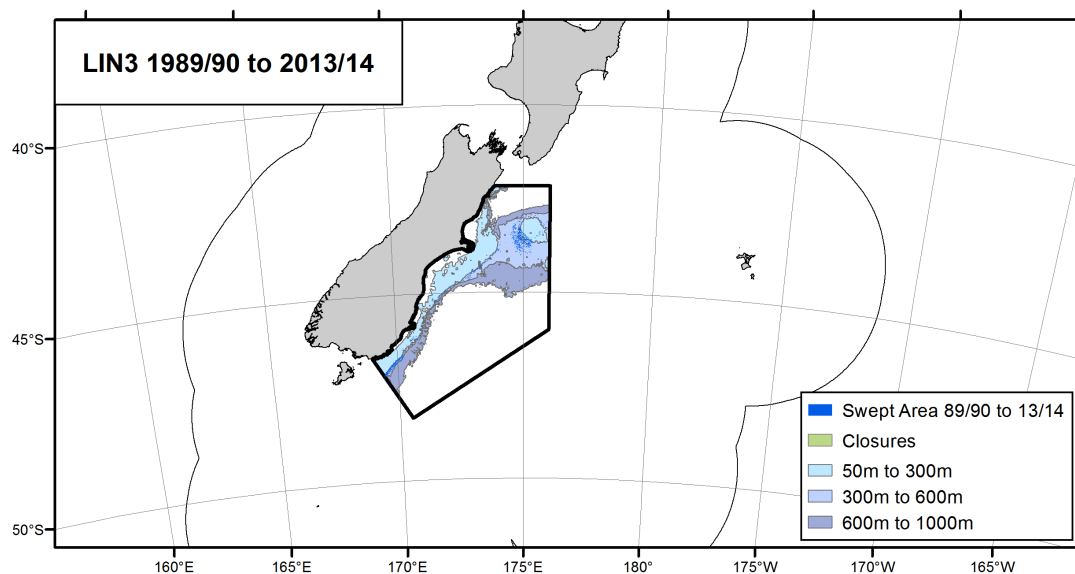 LIN3 1989/90 to 2013/14
40°S
45°S
50°S
Swept Area 89/90 to 13/14
Closures
50m to 300m
300m to 600m
600m to 1000m
160°E
165°E
170°E
175°E
180°
175°W
170°W
165°W